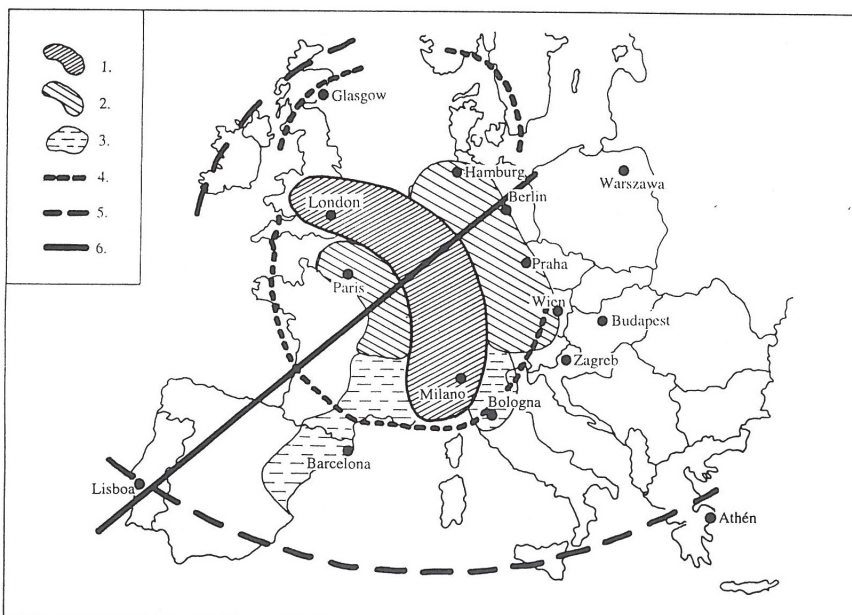 1.
2.
3.
4.
5.
6.
Glasgow
Hamburg
Warszawa
Berlin
London
Praha
Paris
Wien
Budapest
Zagreb
Milano
Bologna
Barcelona
Lisboa
Athén